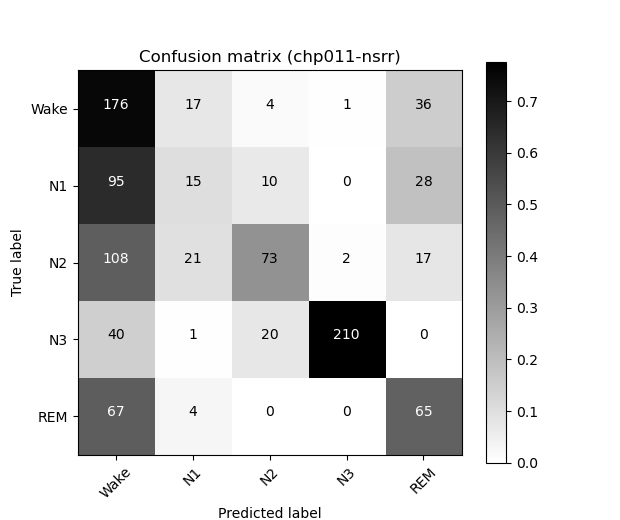 Confusion matrix (chp011-nsrr)
Wake 176 17 4 1 36
N1 95 15 10 0 28
N2 108 21 73 2 17
N3 40 1 20 210 0
REM 67 4 0 0 65
Wake N1 N2 N3 REM
Predicted label
True label
0.7
0.6
0.5
0.4
0.3
0.2
0.1
0.0